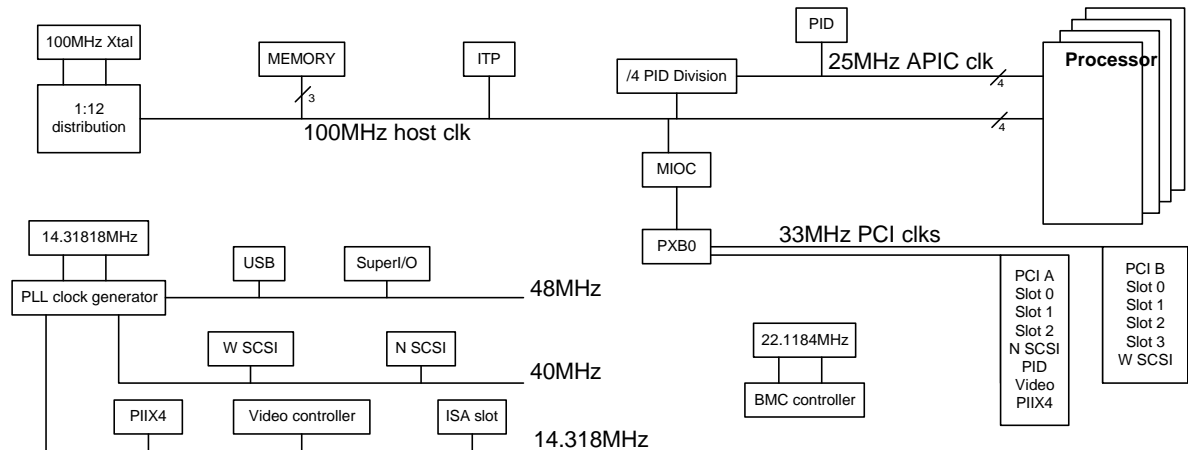 100MHz Xtal
1:12
distribution
MEMORY
3
ITP
100MHz host clk
PID
/4 PID Division
25MHz APIC clk
4
4
Processor
MIOC
PXB0
33MHz PCI clks
PCI A
Slot 0
Slot 1
Slot 2
N SCSI
PID
Video
PIIX4
PCI B
Slot 0
Slot 1
Slot 2
Slot 3
W SCSI
14.31818MHz
PLL clock generator
USB
SuperI/O
48MHz
W SCSI
N SCSI
40MHz
PIIX4
Video controller
ISA slot
14.318MHz
22.1184MHz
BMC controller